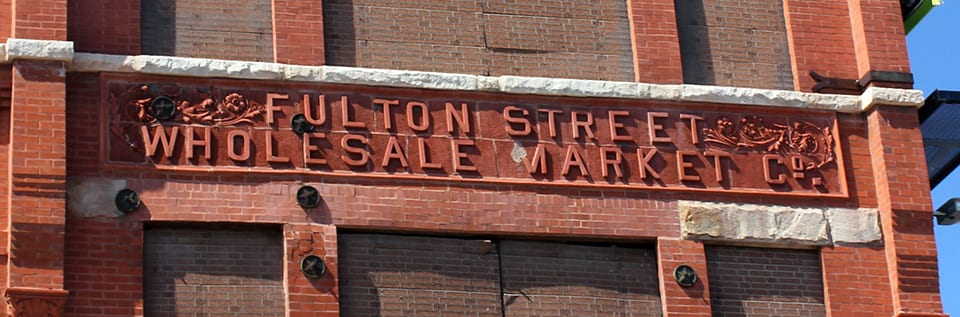 FULTON STREET
WHOLESALE MARKET Co.